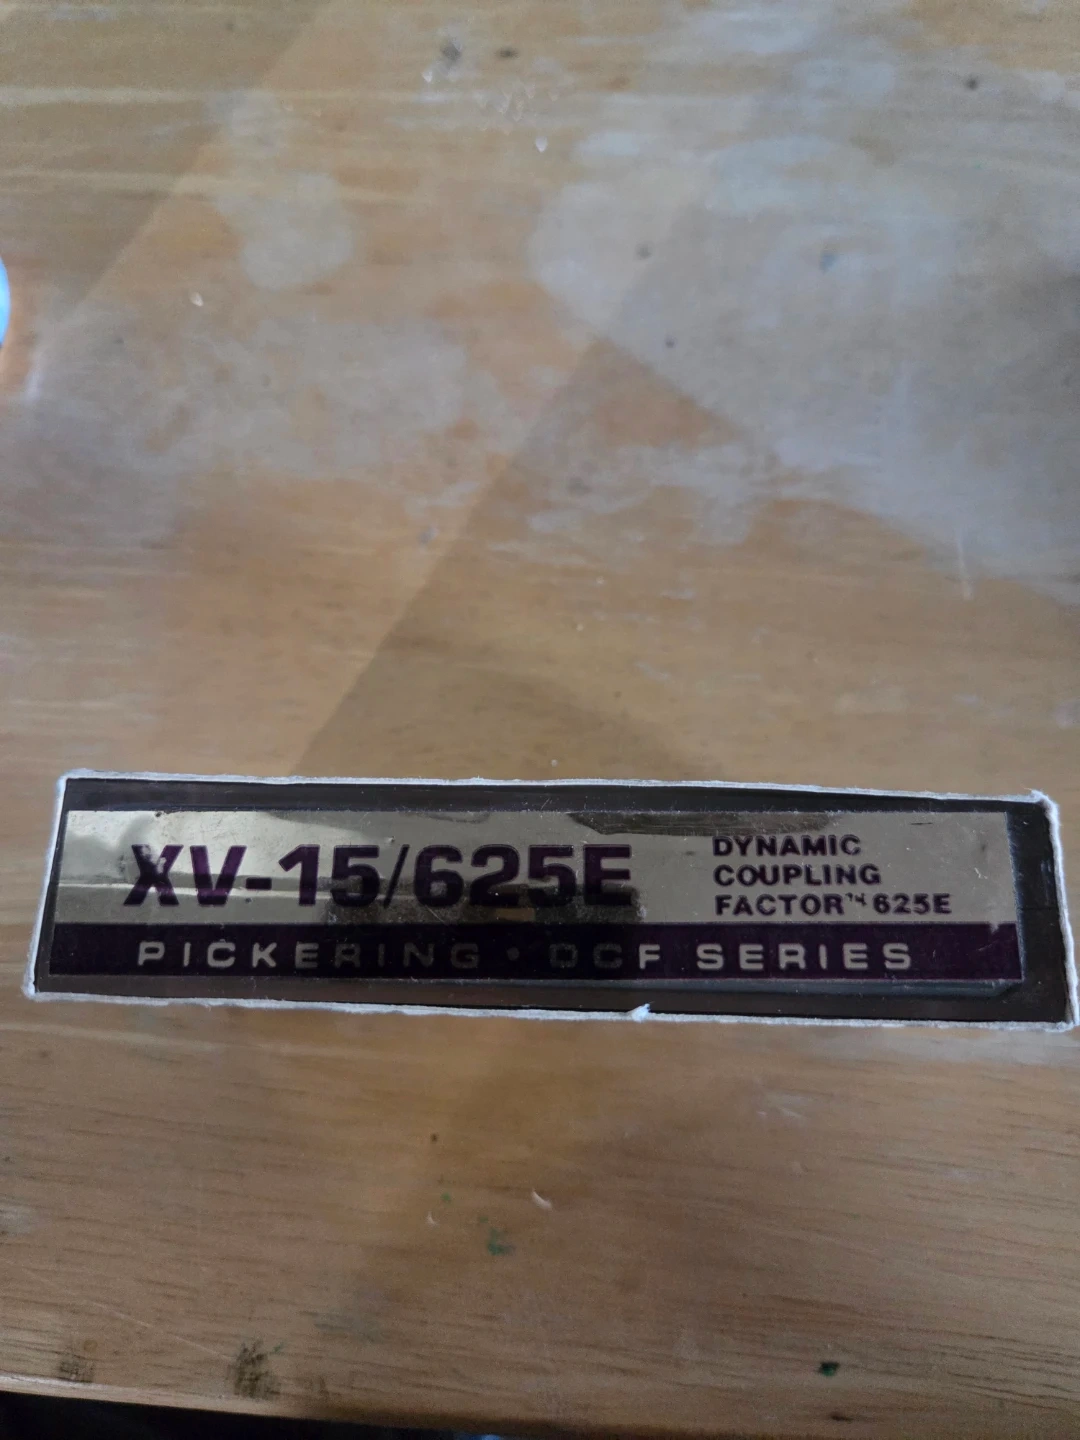 XV-15/625E
DYNAMIC
COUPLING
FACTOR™ 625E
PICKERING • DCF SERIES